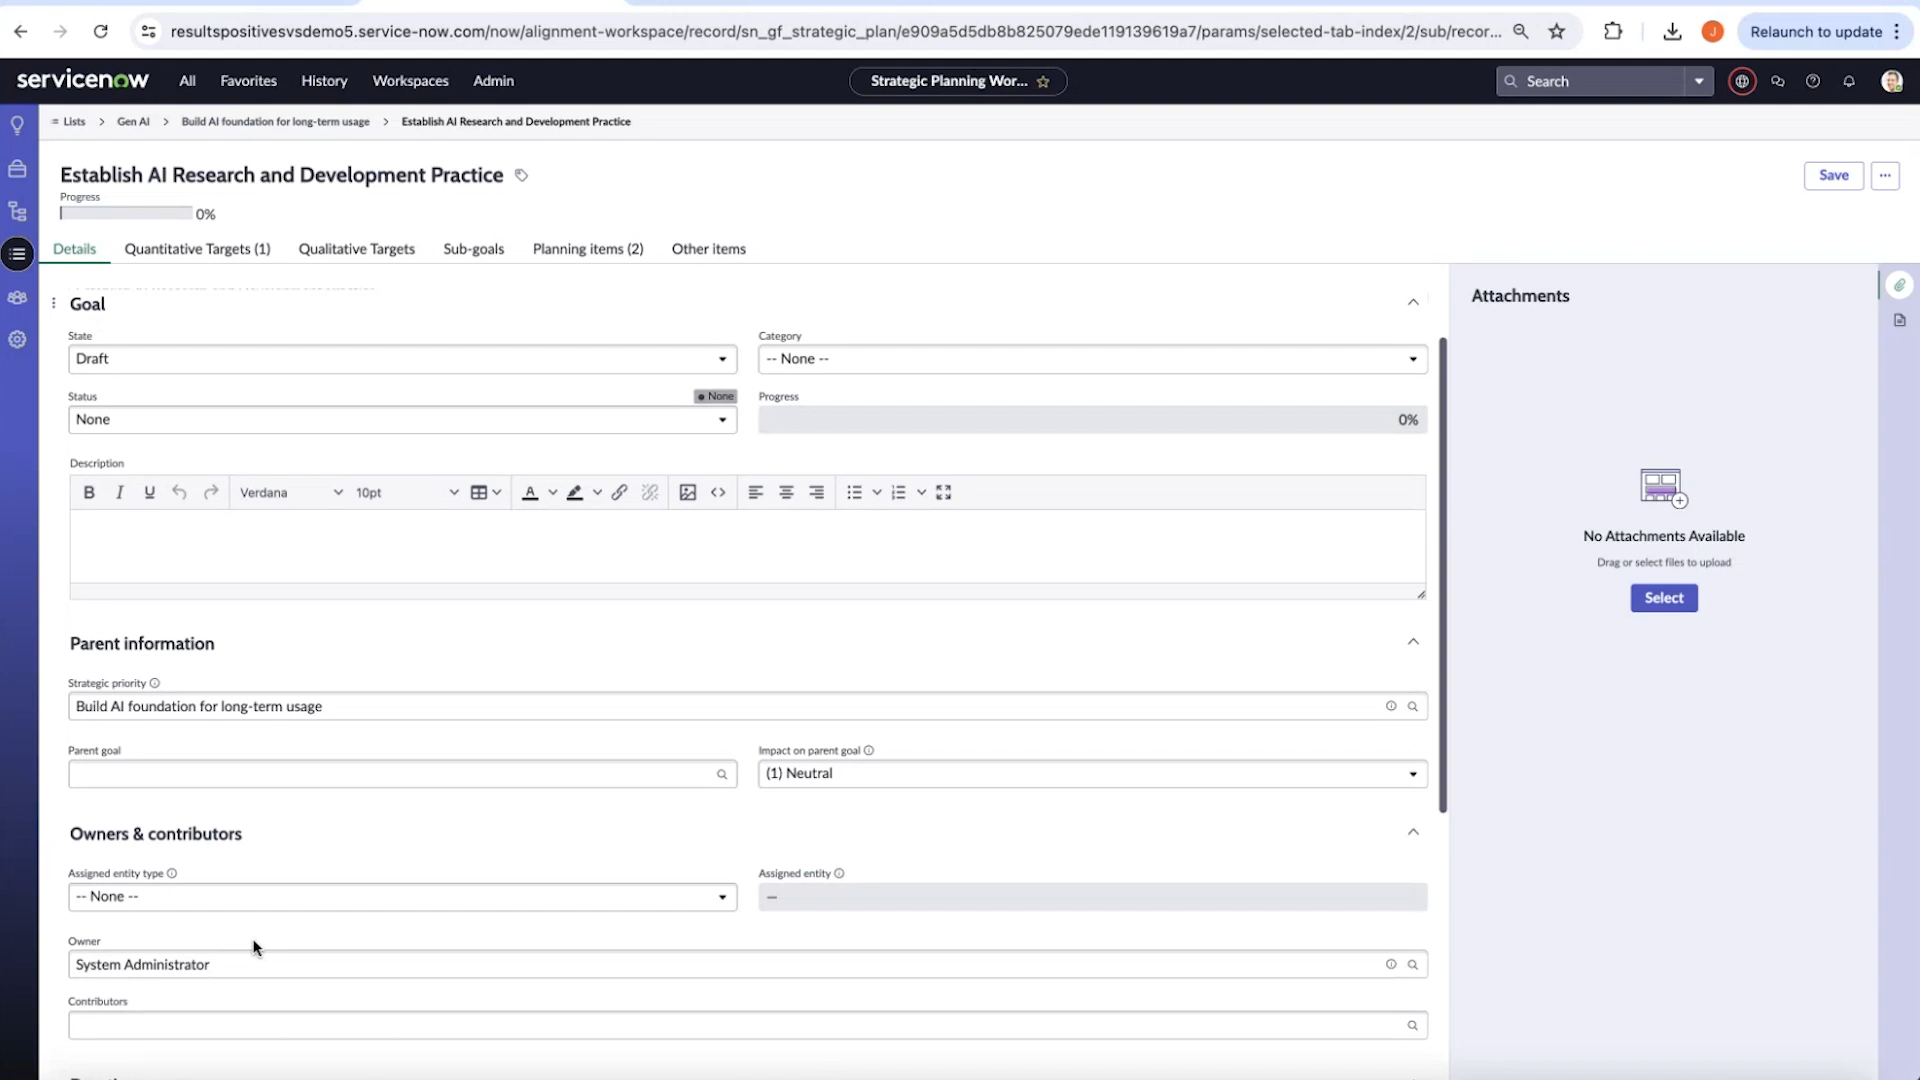 resultspositivesvsdemo5.service-now.com/now/alignment-workspace/record/sn_gf_strategic_plan/e909a5d5db8b825079ede119139619a7/params/selected-tab-index/2/sub/recor...
J
Relaunch to update
servicenow
All
Favorites
History
Workspaces
Admin
Strategic Planning Wor...
Search
Lists > Gen AI > Build AI foundation for long-term usage > Establish AI Research and Development Practice
Establish AI Research and Development Practice
Save
Progress
0%
Details
Quantitative Targets (1)
Qualitative Targets
Sub-goals
Planning items (2)
Other items
Goal
State
Draft
Category
-- None --
Status
None
None
Progress
0%
Description
B I U
Verdana
10pt
A
Parent information
Strategic priority
Build AI foundation for long-term usage
Parent goal
Impact on parent goal
(1) Neutral
Owners & contributors
Assigned entity type
-- None --
Assigned entity
—
Owner
System Administrator
Contributors
Attachments
No Attachments Available
Drag or select files to upload
Select